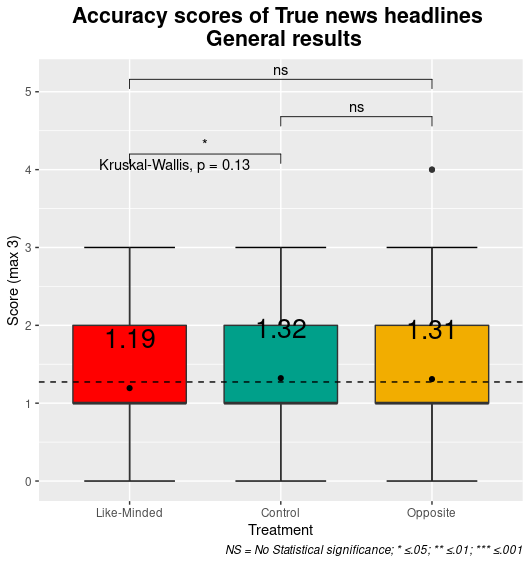 Accuracy scores of True news headlines
General results
ns
ns
*
Kruskal-Wallis, p = 0.13
5
4
3
2
1
0
Score (max 3)
1.19
1.32
1.31
Like-Minded
Control
Opposite
Treatment
NS = No Statistical significance; * ≤.05; ** ≤.01; *** ≤.001